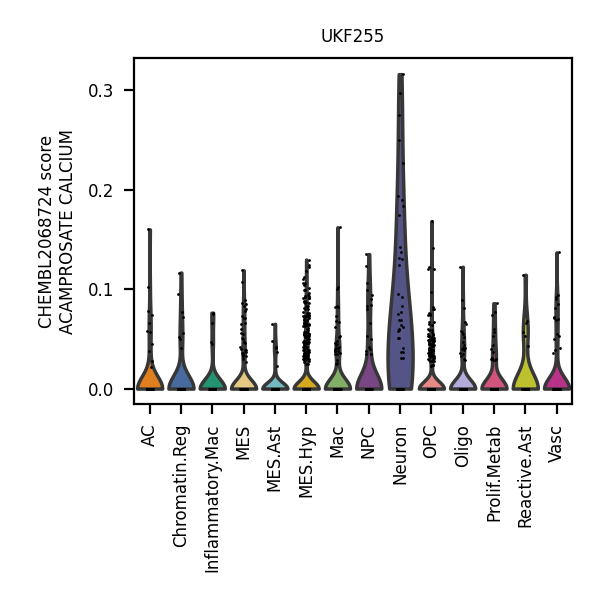 UKF255
CHEMBL2068724 score
ACAMPROSATE CALCIUM
0.3
0.2
0.1
0.0
AC
Chromatin.Reg
Inflammatory.Mac
MES
MES.Ast
MES.Hyp
Mac
NPC
Neuron
OPC
Oligo
Prolif.Metab
Reactive.Ast
Vasc